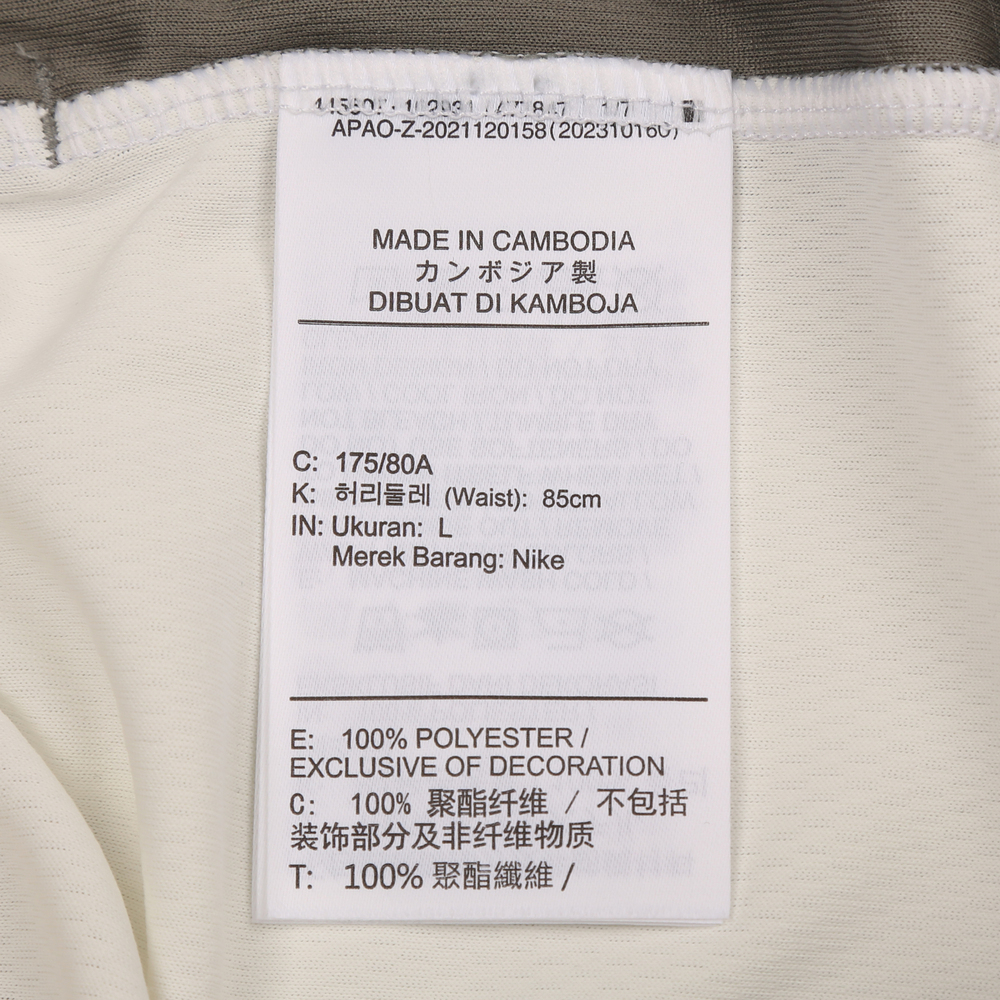 APAO-Z-2021120158(20231016O)
MADE IN CAMBODIA
カンボジア製
DIBUAT DI KAMBOJA
C: 175/80A
K: 허리둘레 (Waist): 85cm
IN: Ukuran: L
Merek Barang: Nike
E: 100% POLYESTER /
EXCLUSIVE OF DECORATION
C: 100% 聚酯纤维 / 不包括
装饰部分及非纤维物质
T: 100% 聚酯纖維 /